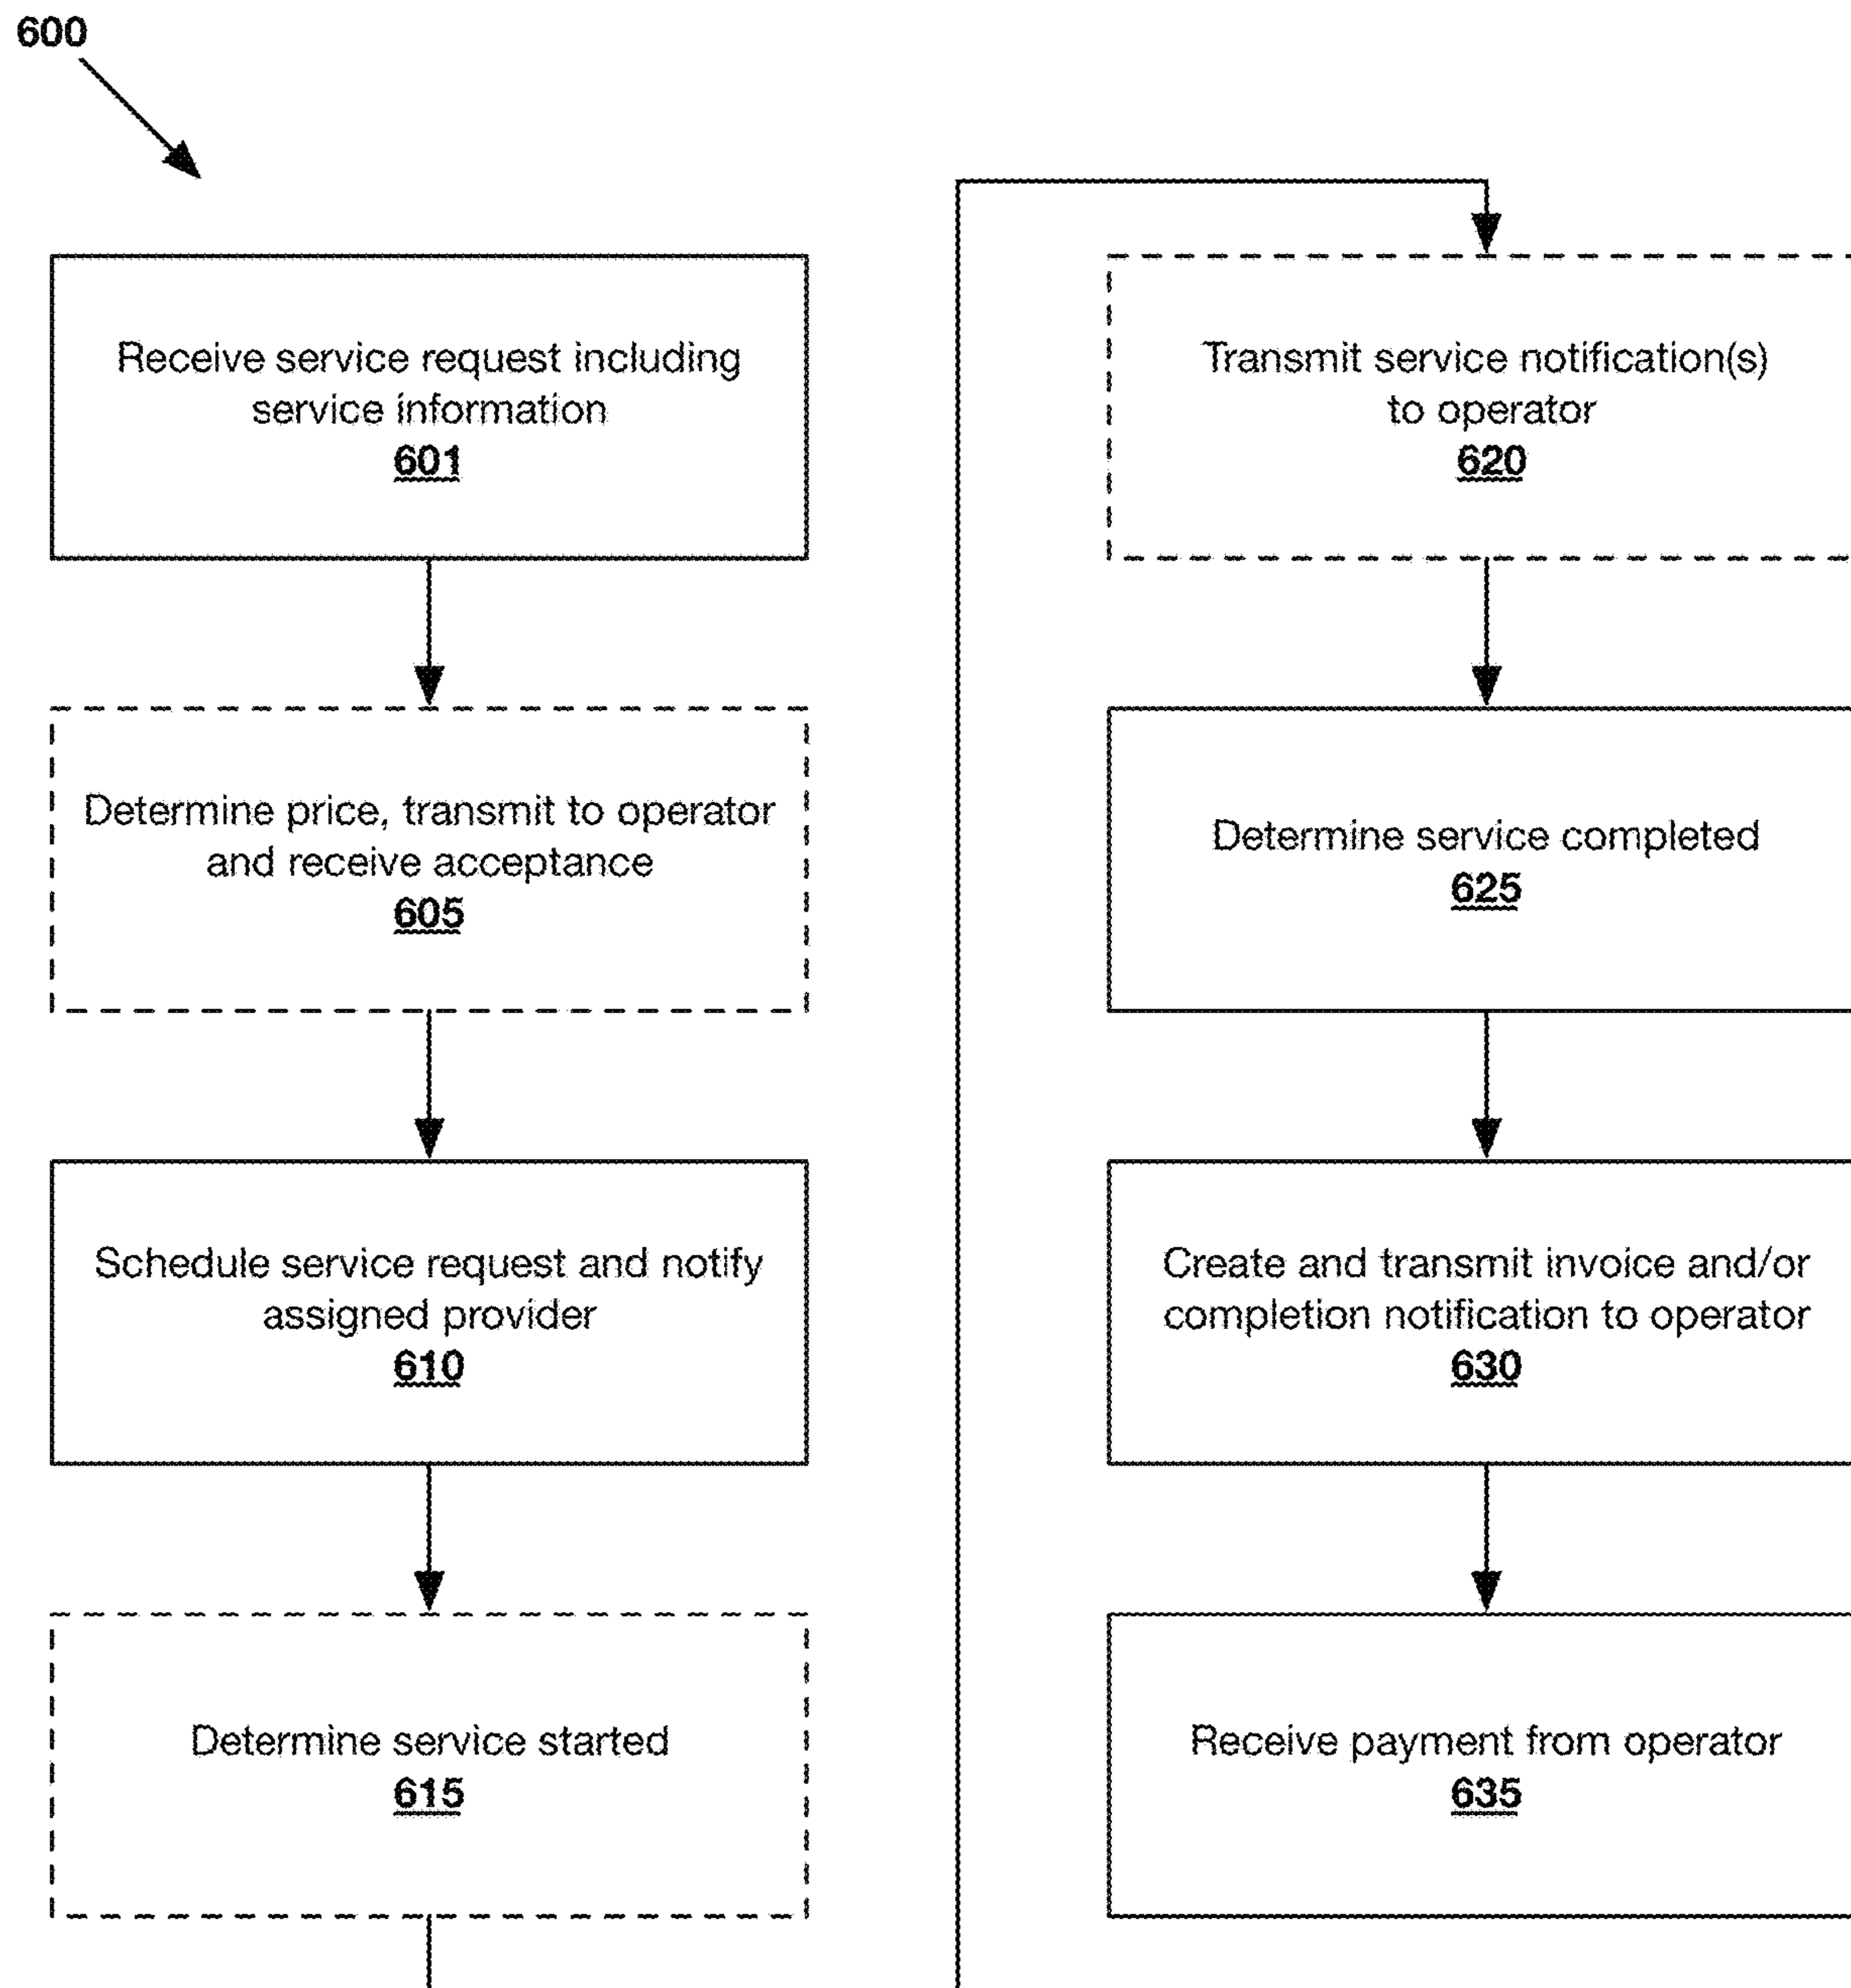 600
Receive service request including
service information
601
Determine price, transmit to operator
and receive acceptance
605
Schedule service request and notify
assigned provider
610
Determine service started
615
Transmit service notification(s)
to operator
620
Determine service completed
625
Create and transmit invoice and/or
completion notification to operator
630
Receive payment from operator
635